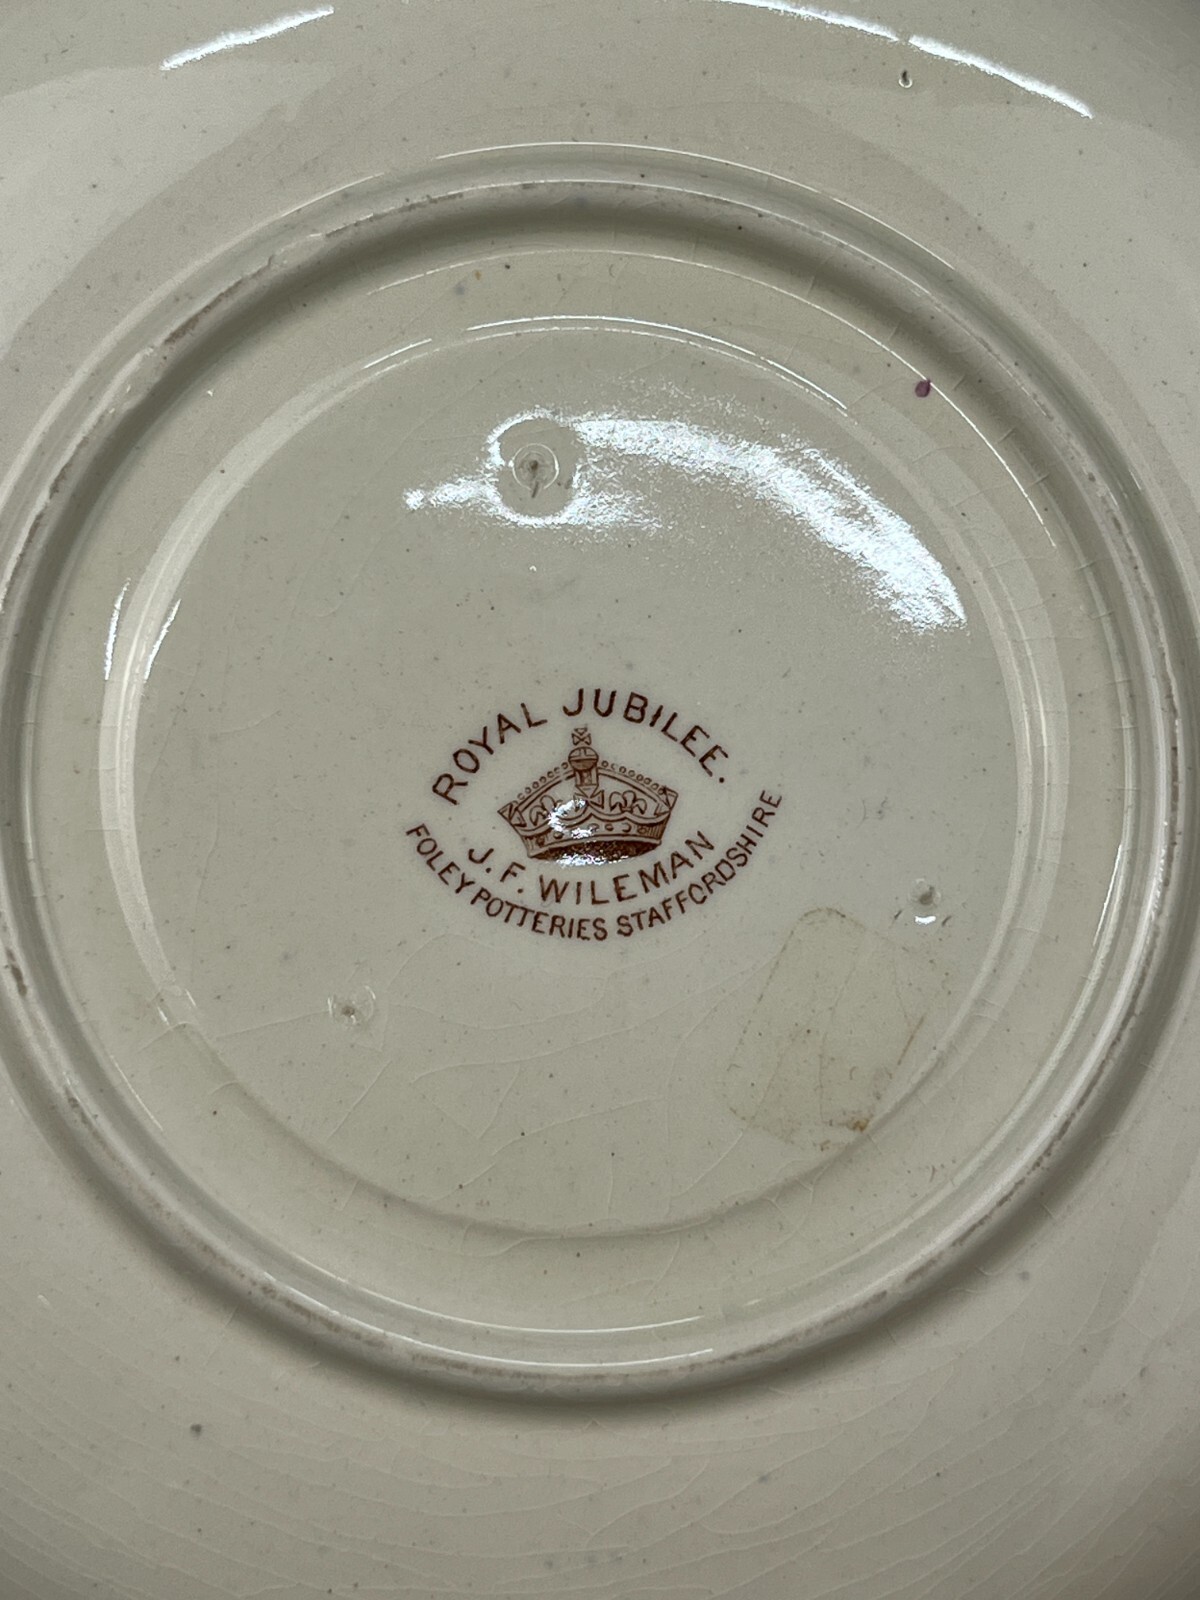 ROYAL JUBILEE.
J. F. WILEMAN
FOLEY POTTERIES STAFFORDSHIRE